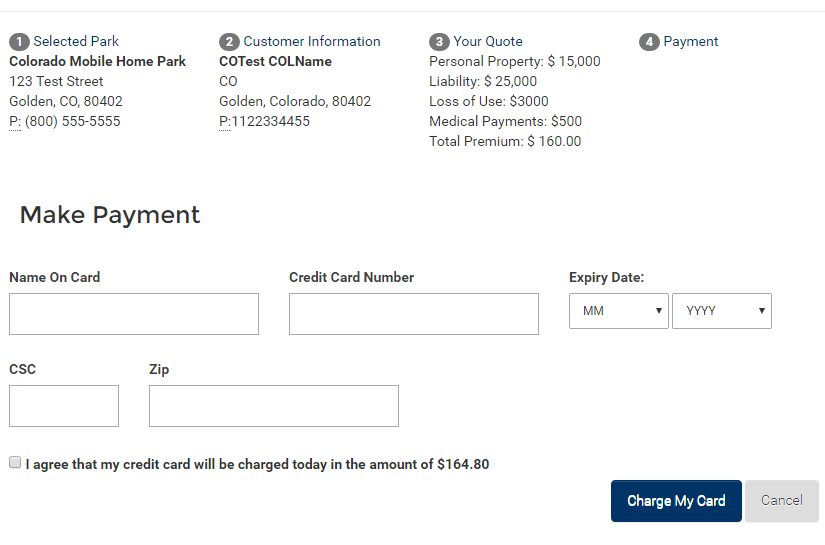 1 Selected Park
Colorado Mobile Home Park
123 Test Street
Golden, CO, 80402
P: (800) 555-5555
2 Customer Information
COTest COLName
CO
Golden, Colorado, 80402
P:1122334455
3 Your Quote
Personal Property: $ 15,000
Liability: $ 25,000
Loss of Use: $3000
Medical Payments: $500
Total Premium: $ 160.00
4 Payment
Make Payment
Name On Card
Credit Card Number
Expiry Date:
MM
YYYY
CSC
Zip
I agree that my credit card will be charged today in the amount of $164.80
Charge My Card
Cancel